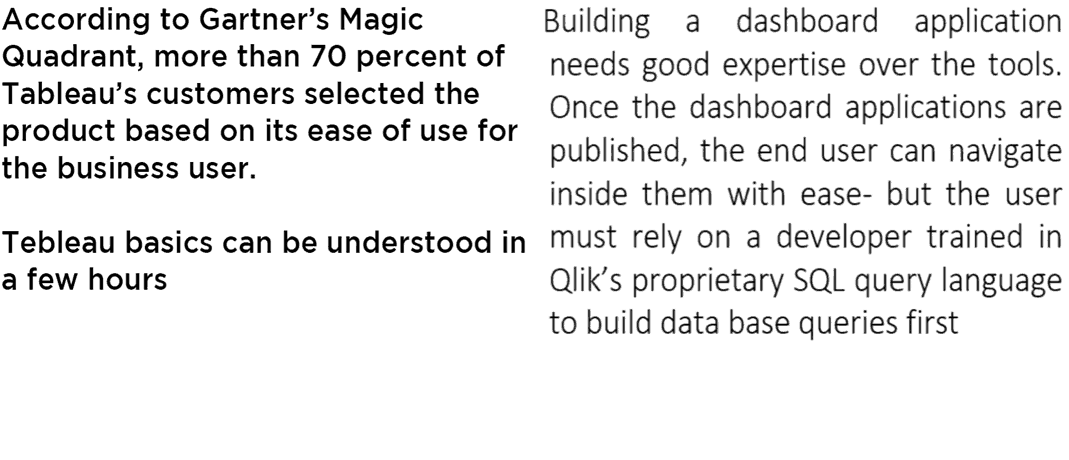 According to Gartner's Magic
Quadrant, more than 70 percent of
Tableau's customers selected the
product based on its ease of use for
the business user.
Tebleau basics can be understood in
a few hours
Building a dashboard application
needs good expertise over the tools.
Once the dashboard applications are
published, the end user can navigate
inside them with ease- but the user
must rely on a developer trained in
Qlik's proprietary SQL query language
to build data base queries first